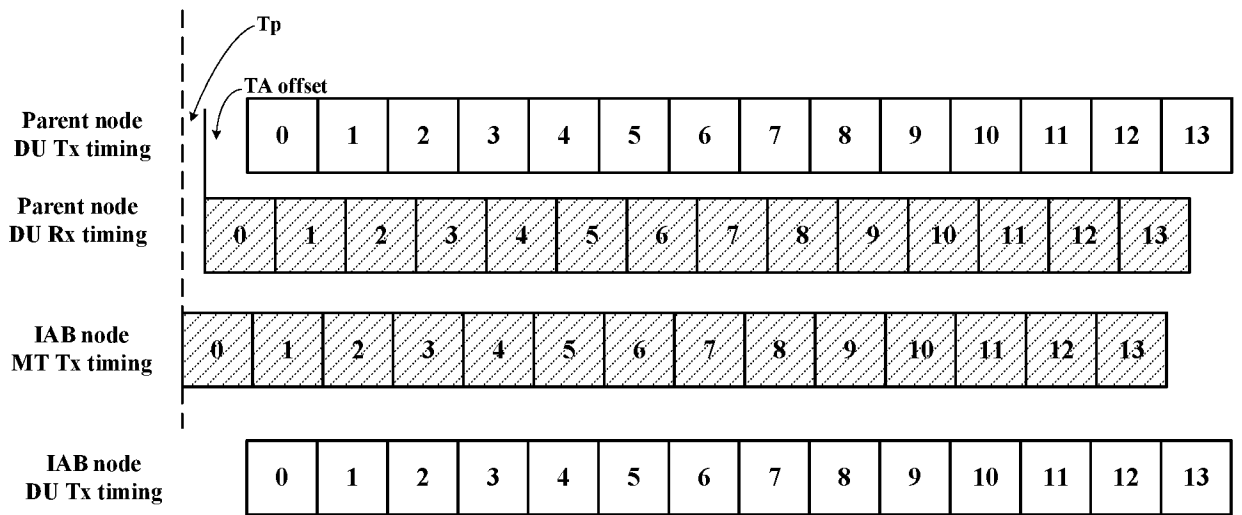 Tp
TA offset
Parent node
DU Tx timing
0 1 2 3 4 5 6 7 8 9 10 11 12 13
Parent node
DU Rx timing
0 1 2 3 4 5 6 7 8 9 10 11 12 13
IAB node
MT Tx timing
0 1 2 3 4 5 6 7 8 9 10 11 12 13
IAB node
DU Tx timing
0 1 2 3 4 5 6 7 8 9 10 11 12 13